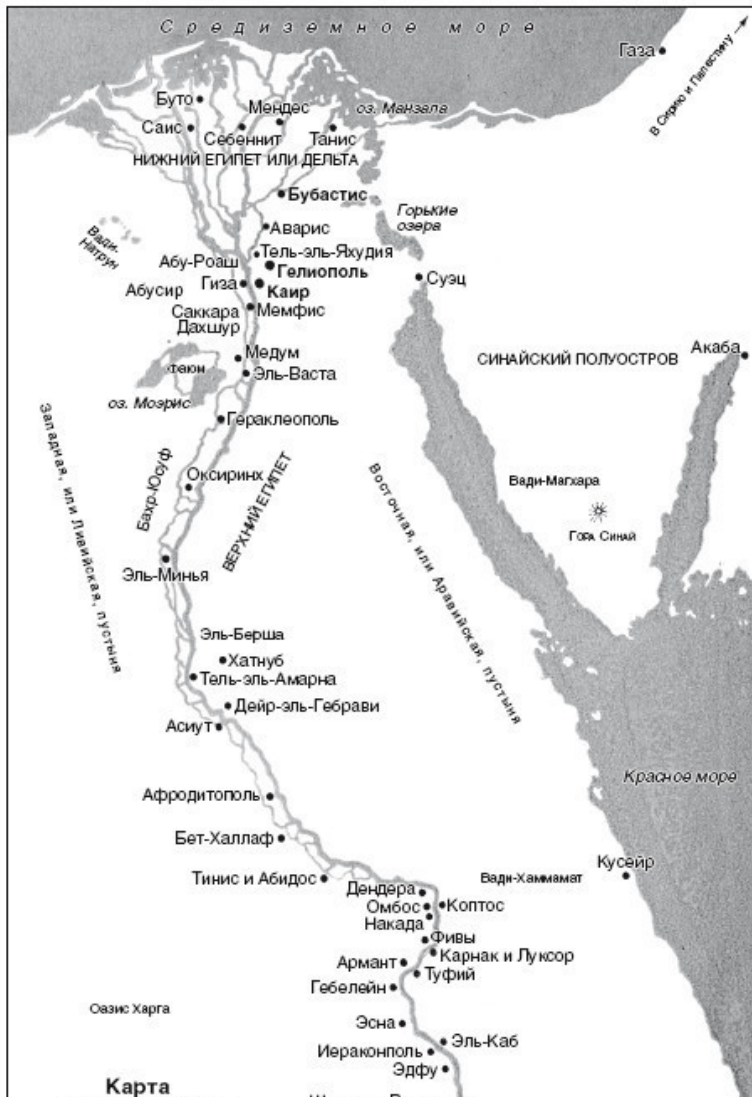 Средиземное море
Газа
В Сирию и Палестину
Буто
Мендес
оз. Манзала
Саис
Себеннит
Танис
НИЖНИЙ ЕГИПЕТ ИЛИ ДЕЛЬТА
Бубастис
Горькие
озера
Аварис
Вади-
Натрун
Тель-эль-Яхудия
Абу-Роаш
Гелиополь
Суэц
Абусир
Гиза
Каир
Саккара
Мемфис
Дахшур
Акаба
Медум
СИНАЙСКИЙ ПОЛУОСТРОВ
Фаюм
Эль-Васта
оз. Моэрис
Гераклеополь
Западная, или Ливийская, пустыня
Бахр-Юсуф
Оксиринх
ВЕРХНИЙ ЕГИПЕТ
Восточная, или Аравийская, пустыня
Вади-Магхара
ГОРА СИНАЙ
Эль-Минья
Эль-Берша
Хатнуб
Тель-эль-Амарна
Дейр-эль-Гебрави
Асиут
Красное море
Афродитополь
Бет-Халлаф
Кусейр
Тинис и Абидос
Дендера
Вади-Хаммамат
Омбос
Коптос
Накада
Фивы
Карнак и Луксор
Армант
Туфий
Гебелейн
Оазис Харга
Эсна
Эль-Каб
Иераконполь
Эдфу
Карта